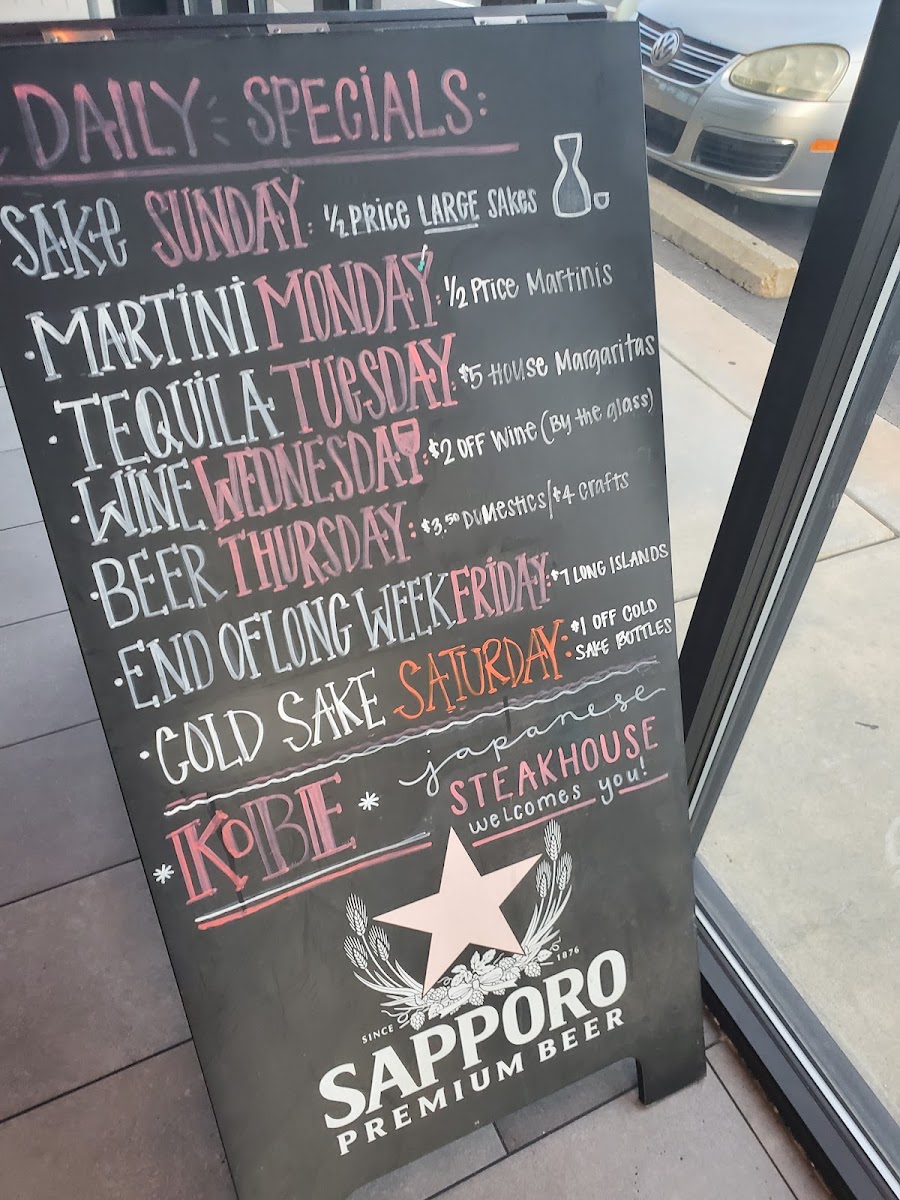 DAILY SPECIALS:
SAKE SUNDAY: 1/2 PRICE LARGE SAKES
·MARTINI MONDAY: 1/2 Price Martinis
·TEQUILA TUESDAY: $5 House Margaritas
·WINE WEDNESDAY: $2 OFF Wine (By the glass)
·BEER THURSDAY: $3.50 DOMESTICS/$4 crafts
·END OF LONG WEEK FRIDAY: $7 LONG ISLANDS
·COLD SAKE SATURDAY: $1 OFF COLD
SAKE BOTTLES
*KOBE* japanese
STEAKHOUSE
welcomes you!
SINCE 1876
SAPPORO
PREMIUM BEER